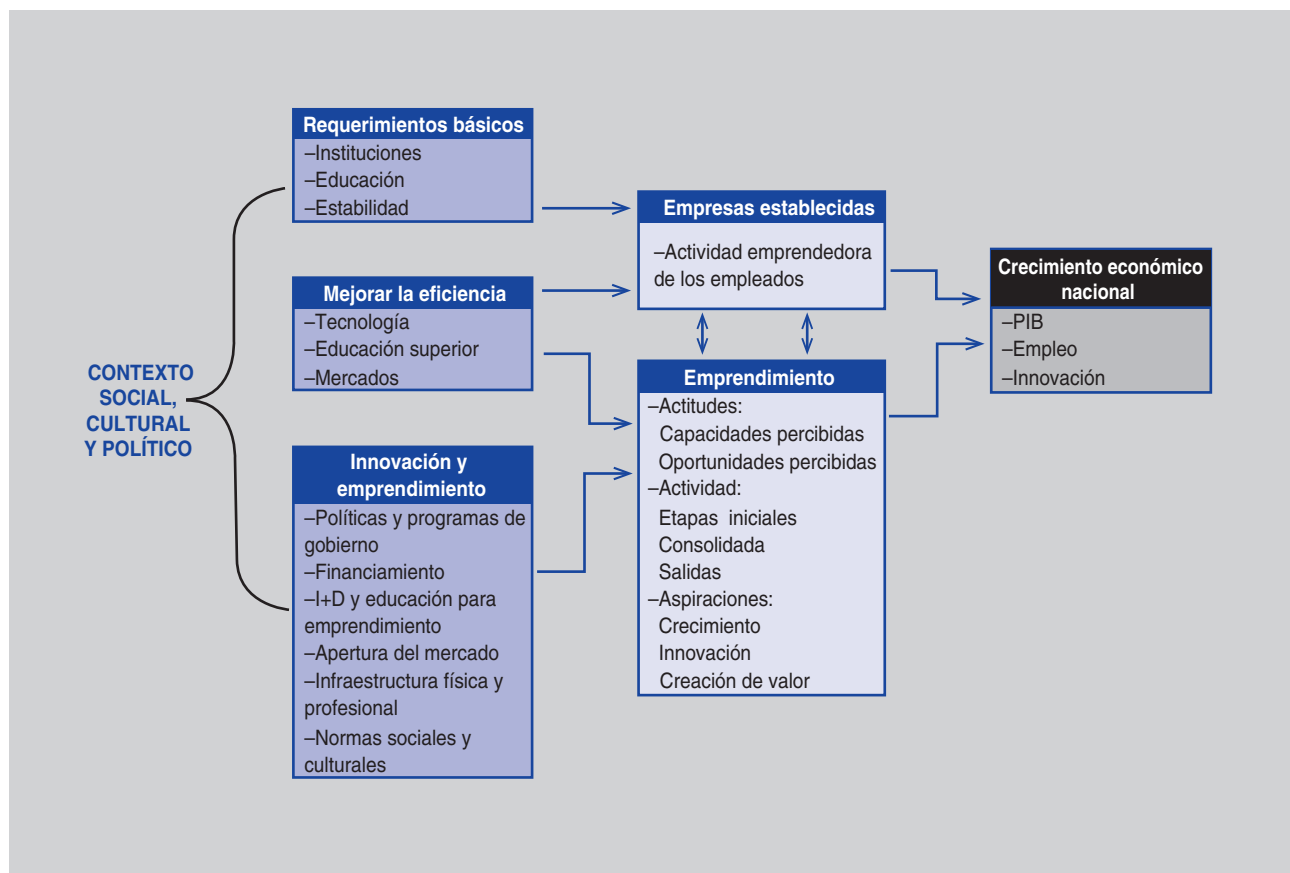 CONTEXTO
SOCIAL,
CULTURAL
Y POLÍTICO
Requerimientos básicos
–Instituciones
–Educación
–Estabilidad
Mejorar la eficiencia
–Tecnología
–Educación superior
–Mercados
Innovación y
emprendimiento
–Políticas y programas de
gobierno
–Financiamiento
–I+D y educación para
emprendimiento
–Apertura del mercado
–Infraestructura física y
profesional
–Normas sociales y
culturales
Empresas establecidas
–Actividad emprendedora
de los empleados
Emprendimiento
–Actitudes:
Capacidades percibidas
Oportunidades percibidas
–Actividad:
Etapas iniciales
Consolidada
Salidas
–Aspiraciones:
Crecimiento
Innovación
Creación de valor
Crecimiento económico
nacional
–PIB
–Empleo
–Innovación